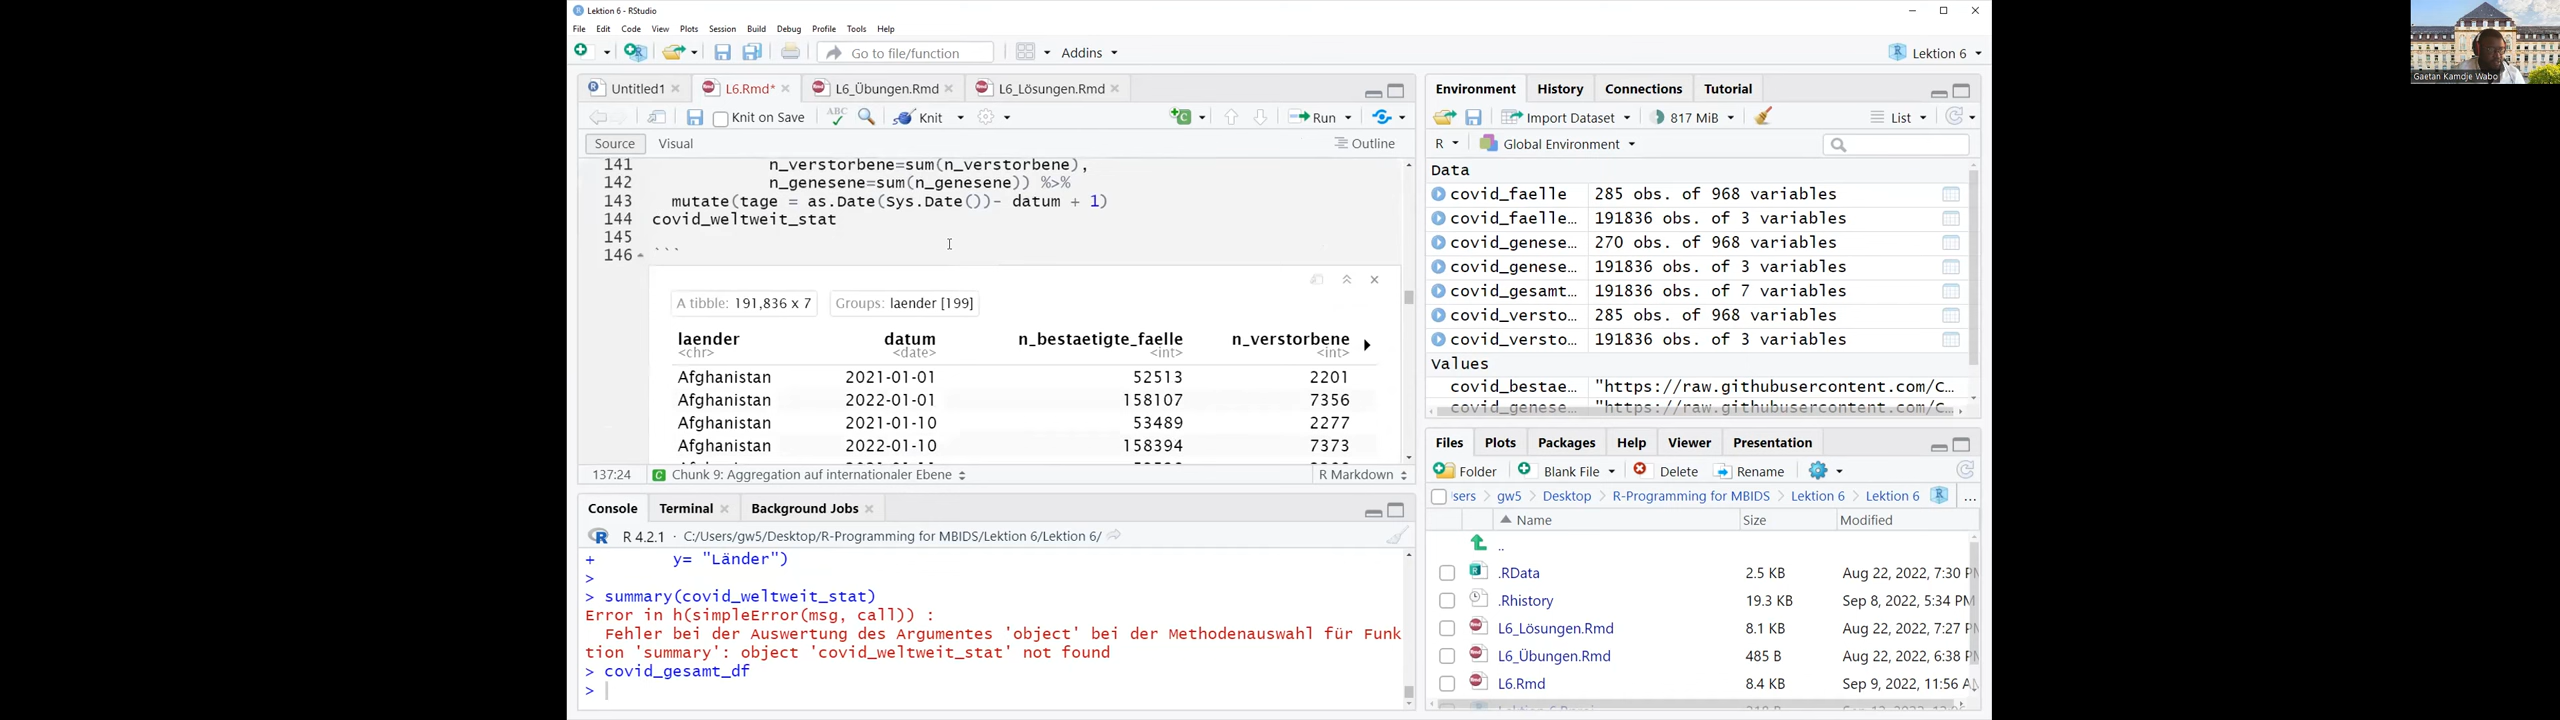 Lektion 6 - RStudio
File Edit Code View Plots Session Build Debug Profile Tools Help
Go to file/function Addins Lektion 6
Untitled1 L6.Rmd* L6_Übungen.Rmd L6_Lösungen.Rmd
Knit on Save ABC Knit Run
Source Visual Outline
141 n_verstorbene=sum(n_verstorbene),
142 n_genesene=sum(n_genesene)) %>%
143 mutate(tage = as.Date(Sys.Date())- datum + 1)
144 covid_weltweit_stat
145
146 ```
A tibble: 191,836 x 7 Groups: laender [199]
laender datum n_bestaetigte_faelle n_verstorbene
<chr> <date> <int> <int>
Afghanistan 2021-01-01 52513 2201
Afghanistan 2022-01-01 158107 7356
Afghanistan 2021-01-10 53489 2277
Afghanistan 2022-01-10 158394 7373
137:24 Chunk 9: Aggregation auf internationaler Ebene R Markdown
Console Terminal Background Jobs
R 4.2.1 · C:/Users/gw5/Desktop/R-Programming for MBIDS/Lektion 6/Lektion 6/
+ y= "Länder")
>
> summary(covid_weltweit_stat)
Error in h(simpleError(msg, call)) :
Fehler bei der Auswertung des Argumentes 'object' bei der Methodenauswahl für Funk
tion 'summary': object 'covid_weltweit_stat' not found
> covid_gesamt_df
>
Environment History Connections Tutorial
Import Dataset 817 MiB List
R Global Environment
Data
covid_faelle 285 obs. of 968 variables
covid_faelle… 191836 obs. of 3 variables
covid_genese… 270 obs. of 968 variables
covid_genese… 191836 obs. of 3 variables
covid_gesamt… 191836 obs. of 7 variables
covid_versto… 285 obs. of 968 variables
covid_versto… 191836 obs. of 3 variables
Values
covid_bestae… "https://raw.githubusercontent.com/C…
covid_genese… "https://raw.githubusercontent.com/C…
Files Plots Packages Help Viewer Presentation
Folder Blank File Delete Rename
sers > gw5 > Desktop > R-Programming for MBIDS > Lektion 6 > Lektion 6 ...
Name Size Modified
..
.RData 2.5 KB Aug 22, 2022, 7:30 P
.Rhistory 19.3 KB Sep 8, 2022, 5:34 PM
L6_Lösungen.Rmd 8.1 KB Aug 22, 2022, 7:27 P
L6_Übungen.Rmd 485 B Aug 22, 2022, 6:38 P
L6.Rmd 8.4 KB Sep 9, 2022, 11:56 A
Gaetan Kamdje Wabo